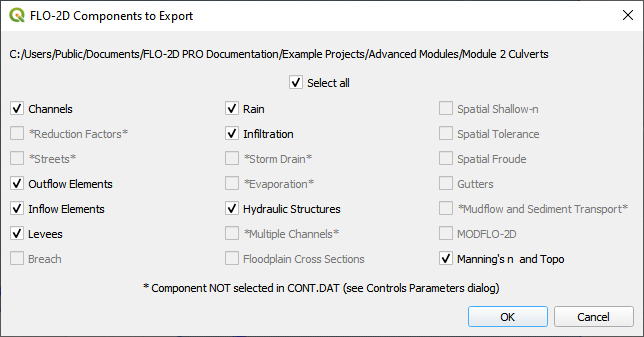 FLO-2D Components to Export
C:/Users/Public/Documents/FLO-2D PRO Documentation/Example Projects/Advanced Modules/Module 2 Culverts
Select all
Channels Rain Spatial Shallow-n
*Reduction Factors* Infiltration Spatial Tolerance
*Streets* *Storm Drain* Spatial Froude
Outflow Elements *Evaporation* Gutters
Inflow Elements Hydraulic Structures *Mudflow and Sediment Transport*
Levees *Multiple Channels* MODFLO-2D
Breach Floodplain Cross Sections Manning's n and Topo
* Component NOT selected in CONT.DAT (see Controls Parameters dialog)
OK Cancel